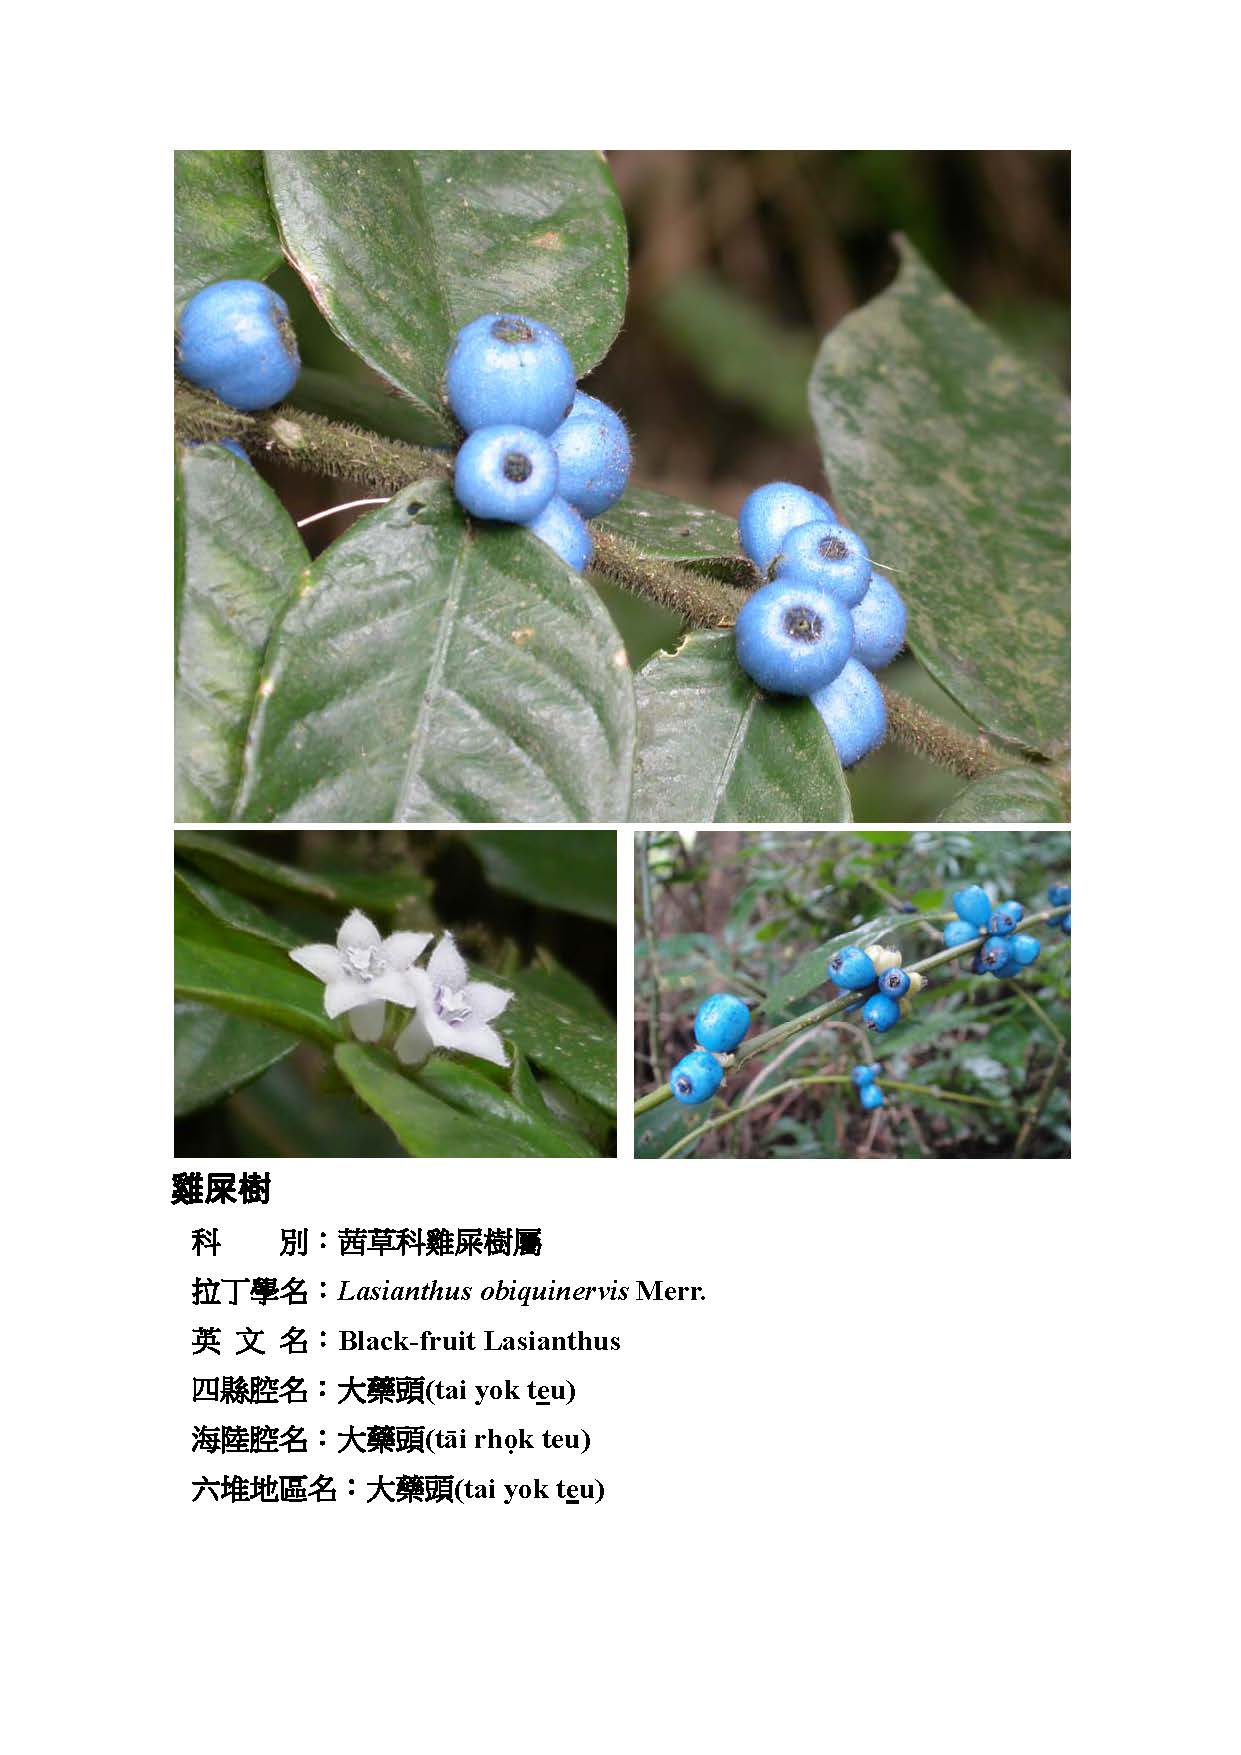 雞屎樹
科　　別：茜草科雞屎樹屬
拉丁學名：Lasianthus obiquinervis Merr.
英 文 名：Black-fruit Lasianthus
四縣腔名：大藥頭(tai yok te̲u)
海陸腔名：大藥頭(tāi rhọk teu)
六堆地區名：大藥頭(tai yok te̲u)